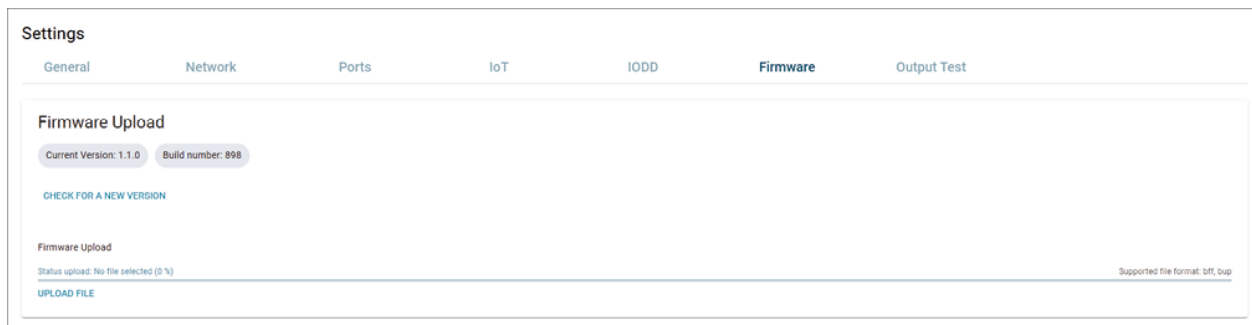 Settings
General Network Ports IoT IODD Firmware Output Test
Firmware Upload
Current Version: 1.1.0 Build number: 898
CHECK FOR A NEW VERSION
Firmware Upload
Status upload: No file selected (0 %) Supported file format: bff, bup
UPLOAD FILE